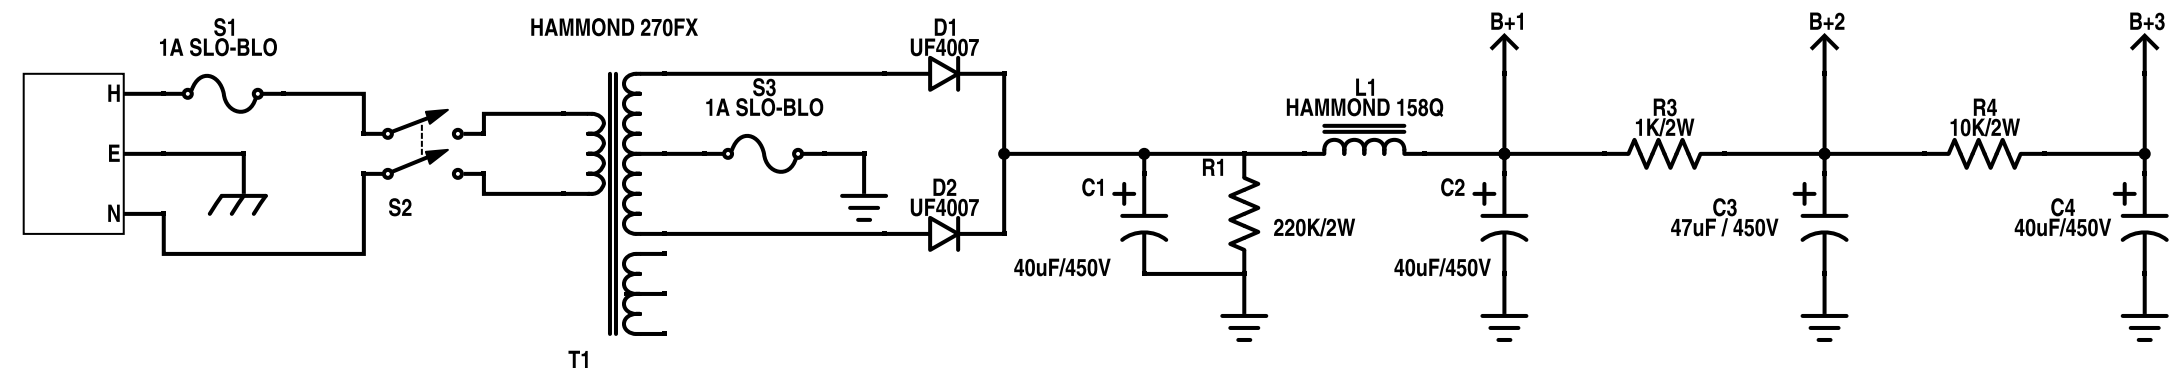 S1
1A SLO-BLO
H
E
N
S2
HAMMOND 270FX
T1
S3
1A SLO-BLO
D1
UF4007
D2
UF4007
C1
+
40uF/450V
R1
220K/2W
L1
HAMMOND 158Q
B+1
C2
+
40uF/450V
R3
1K/2W
B+2
C3
+
47uF / 450V
R4
10K/2W
B+3
C4
+
40uF/450V